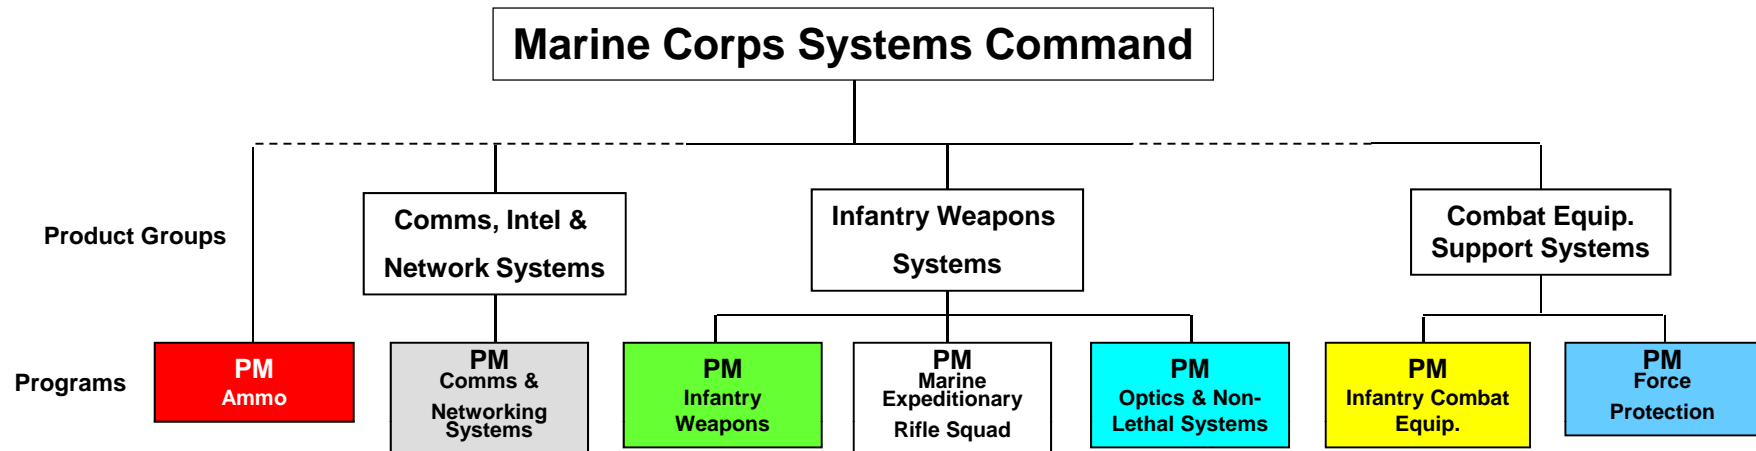 Marine Corps Systems Command
Product Groups
Comms, Intel &
Network Systems
Infantry Weapons
Systems
Combat Equip.
Support Systems
Programs
PM
Ammo
PM
Comms &
Networking
Systems
PM
Infantry
Weapons
PM
Marine
Expeditionary
Rifle Squad
PM
Optics & Non-
Lethal Systems
PM
Infantry Combat
Equip.
PM
Force
Protection